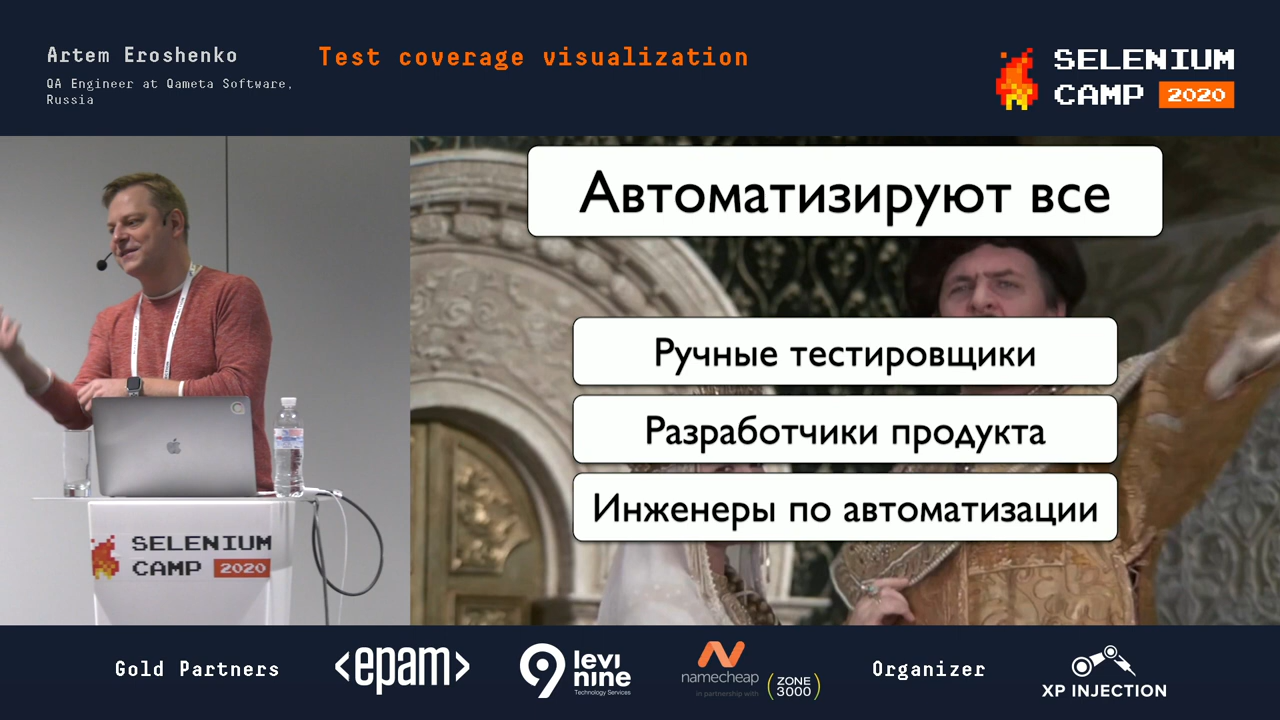 Artem Eroshenko
QA Engineer at Qameta Software,
Russia
Test coverage visualization
SELENIUM
CAMP 2020
Автоматизируют все
Ручные тестировщики
Разработчики продукта
Инженеры по автоматизации
SELENIUM
CAMP 2020
Gold Partners
<epam>
9 levi
nine
Technology Services
namecheap
in partnership with
ZONE
3000
Organizer
XP INJECTION